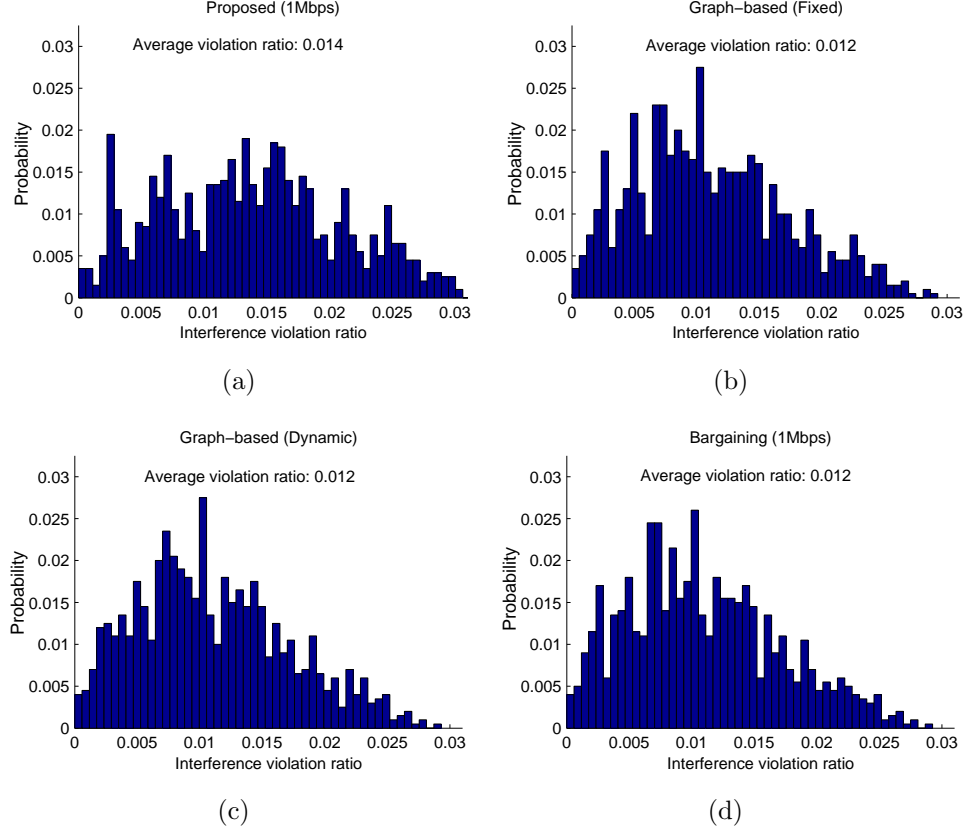 Proposed (1Mbps)
Average violation ratio: 0.014
0.03
0.025
0.02
0.015
0.01
0.005
0
Probability
0 0.005 0.01 0.015 0.02 0.025 0.03
Interference violation ratio
(a)
Graph-based (Fixed)
Average violation ratio: 0.012
0.03
0.025
0.02
0.015
0.01
0.005
0
Probability
0 0.005 0.01 0.015 0.02 0.025 0.03
Interference violation ratio
(b)
Graph-based (Dynamic)
Average violation ratio: 0.012
0.03
0.025
0.02
0.015
0.01
0.005
0
Probability
0 0.005 0.01 0.015 0.02 0.025 0.03
Interference violation ratio
(c)
Bargaining (1Mbps)
Average violation ratio: 0.012
0.03
0.025
0.02
0.015
0.01
0.005
0
Probability
0 0.005 0.01 0.015 0.02 0.025 0.03
Interference violation ratio
(d)